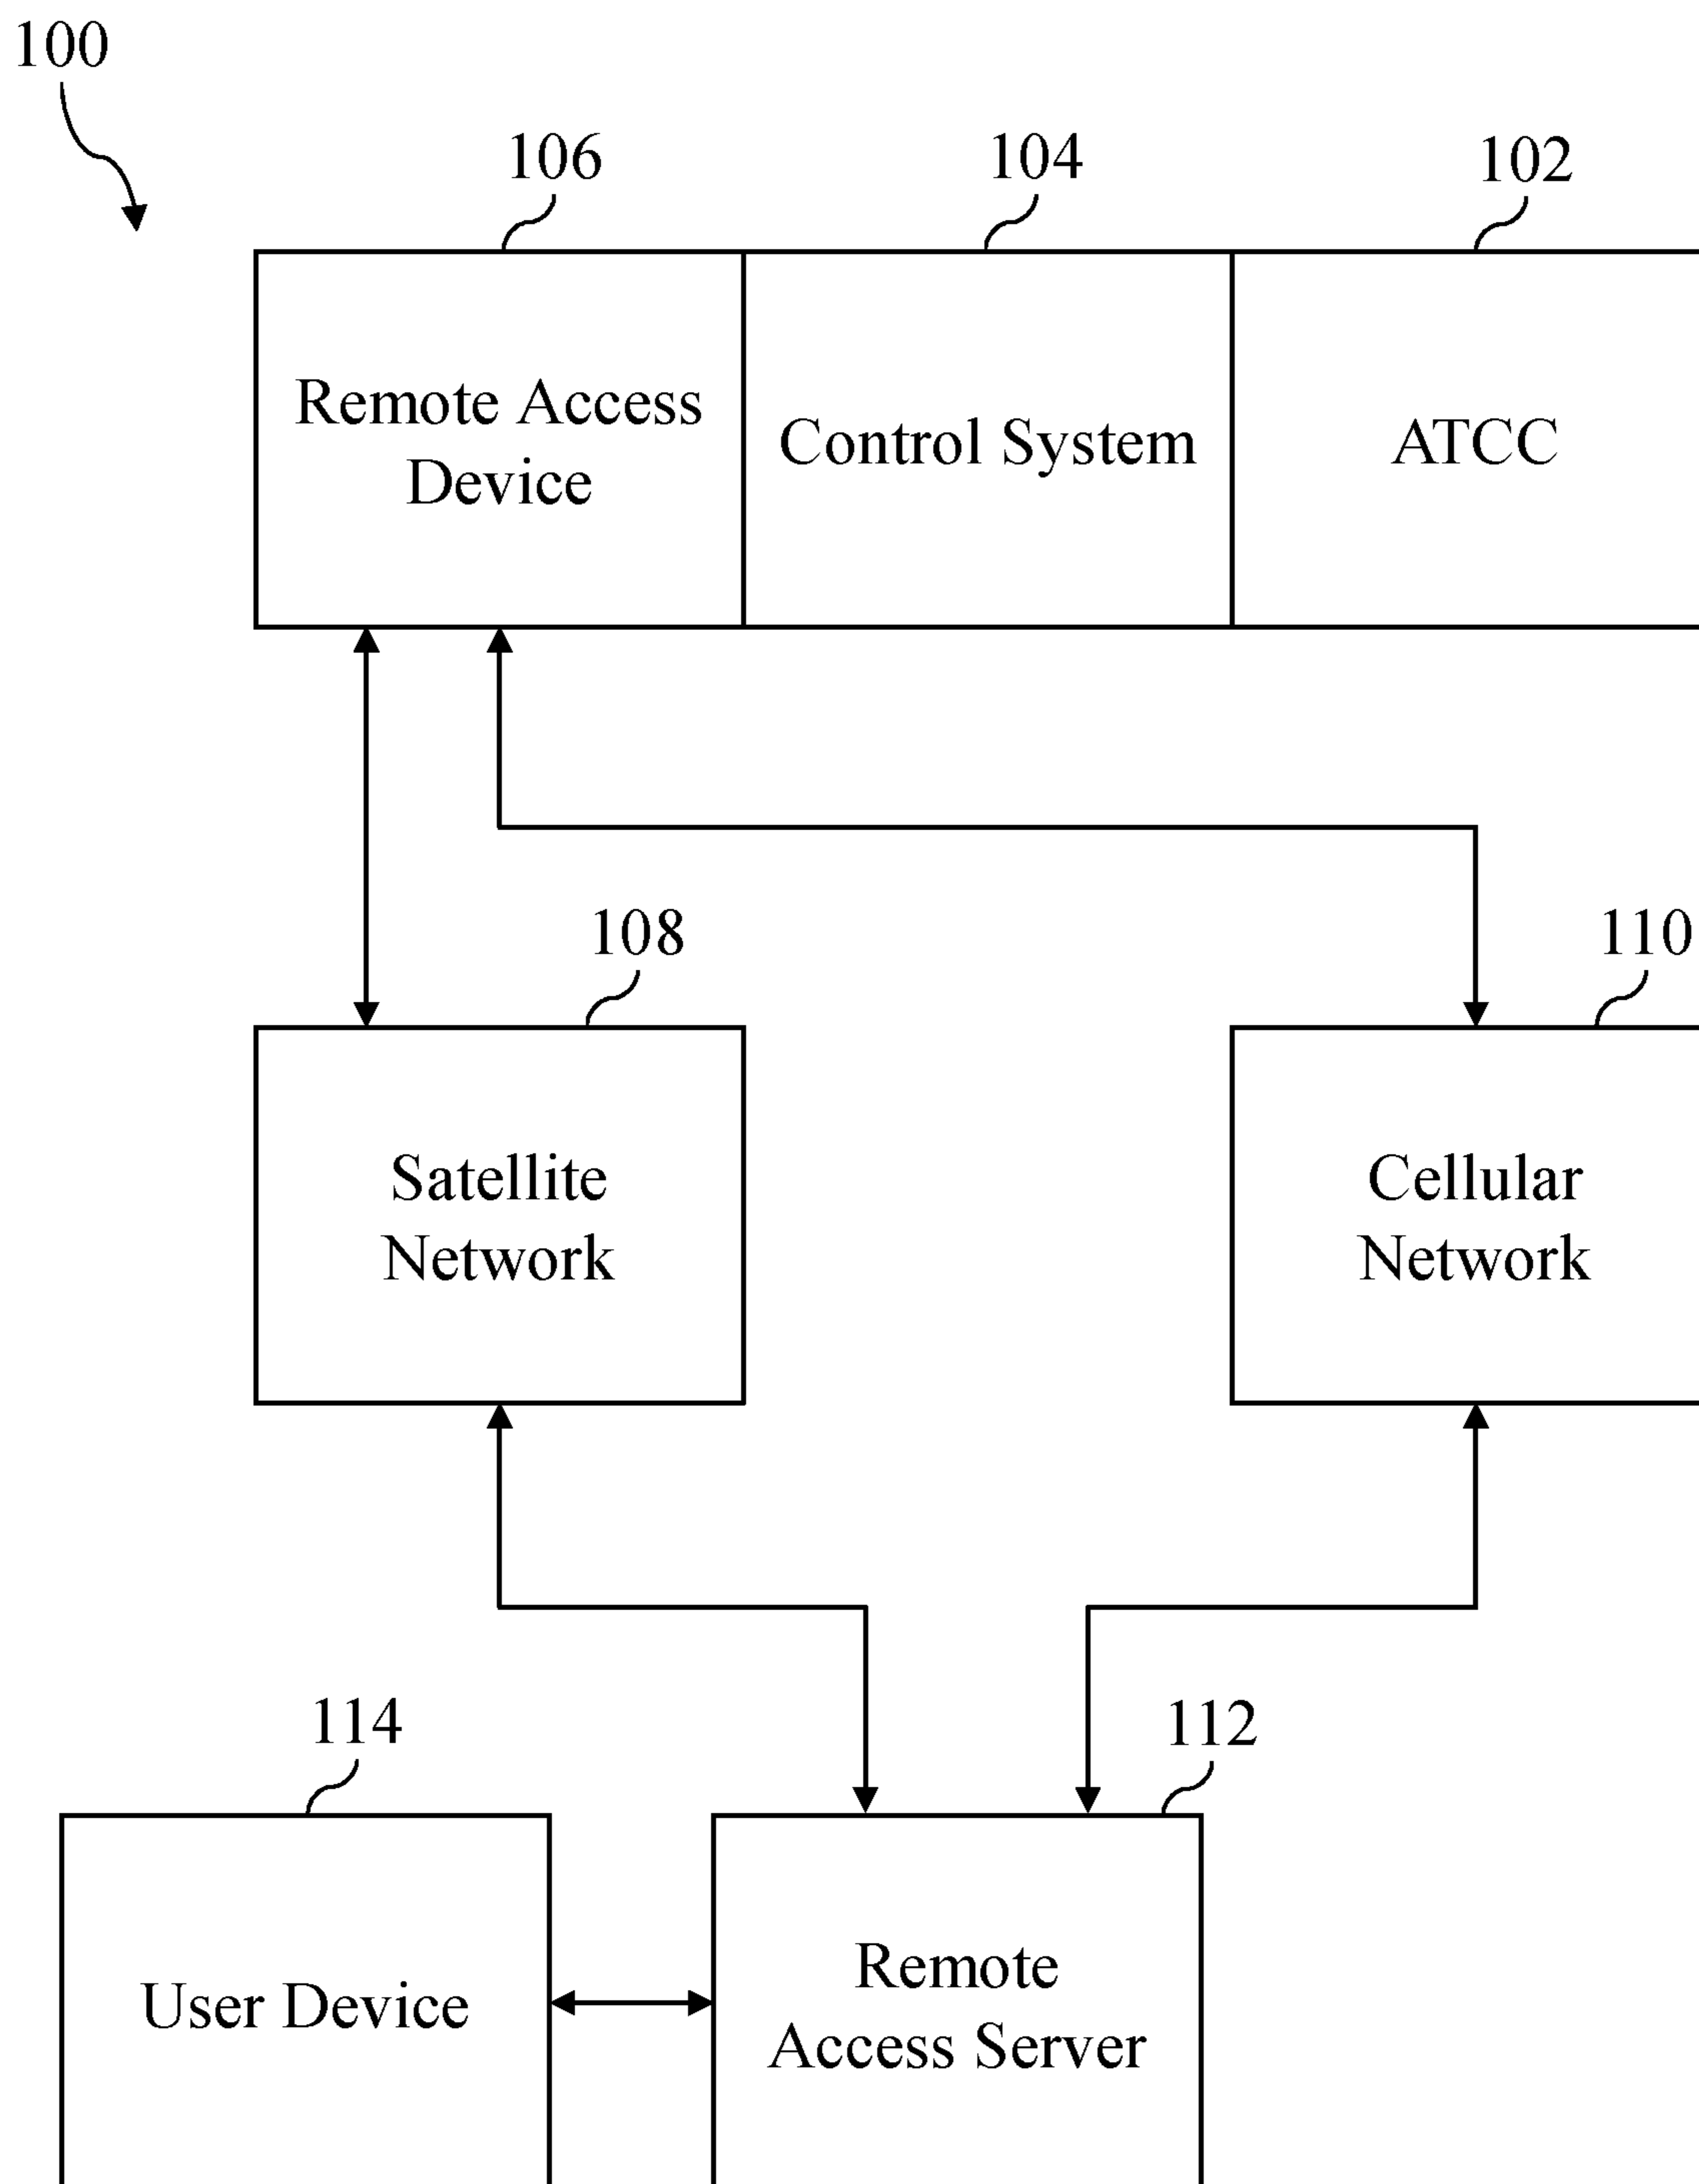 100
106
104
102
Remote Access
Device
Control System
ATCC
108
110
Satellite
Network
Cellular
Network
114
112
User Device
Remote
Access Server